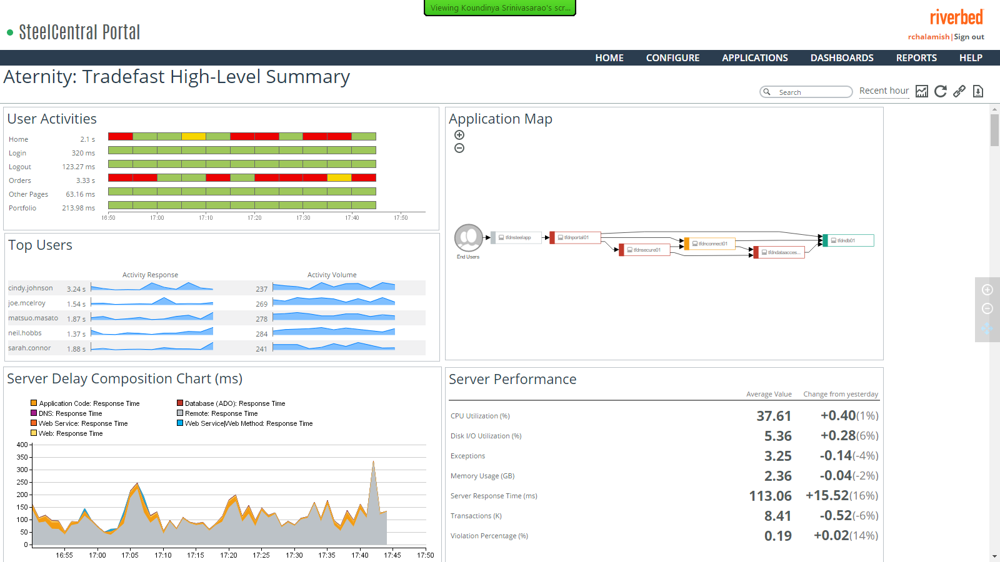 Viewing Koundinya Srinivasarao's scr...
riverbed
SteelCentral Portal
rchalamish|Sign out
HOME CONFIGURE APPLICATIONS DASHBOARDS REPORTS HELP
Aternity: Tradefast High-Level Summary
Search
Recent hour
User Activities
Home 2.1 s
Login 320 ms
Logout 123.27 ms
Orders 3.33 s
Other Pages 63.16 ms
Portfolio 213.98 ms
16:50 17:00 17:10 17:20 17:30 17:40 17:50
Application Map
End Users
tfdnsteelapp
tfdnportal01
tfdnsecure01
tfdnconnect01
tfdndataacces...
tfdndb01
Top Users
Activity Response Activity Volume
cindy.johnson 3.24 s 237
joe.mcelroy 1.54 s 269
matsuo.masato 1.87 s 278
neil.hobbs 1.37 s 284
sarah.connor 1.88 s 241
Server Delay Composition Chart (ms)
Application Code: Response Time Database (ADO): Response Time
DNS: Response Time Remote: Response Time
Web Service: Response Time Web Service|Web Method: Response Time
Web: Response Time
400
350
300
250
200
150
100
50
0
16:55 17:00 17:05 17:10 17:15 17:20 17:25 17:30 17:35 17:40 17:45 17:50
Server Performance
Average Value Change from yesterday
CPU Utilization (%) 37.61 +0.40(1%)
Disk I/O Utilization (%) 5.36 +0.28(6%)
Exceptions 3.25 -0.14(-4%)
Memory Usage (GB) 2.36 -0.04(-2%)
Server Response Time (ms) 113.06 +15.52(16%)
Transactions (K) 8.41 -0.52(-6%)
Violation Percentage (%) 0.19 +0.02(14%)